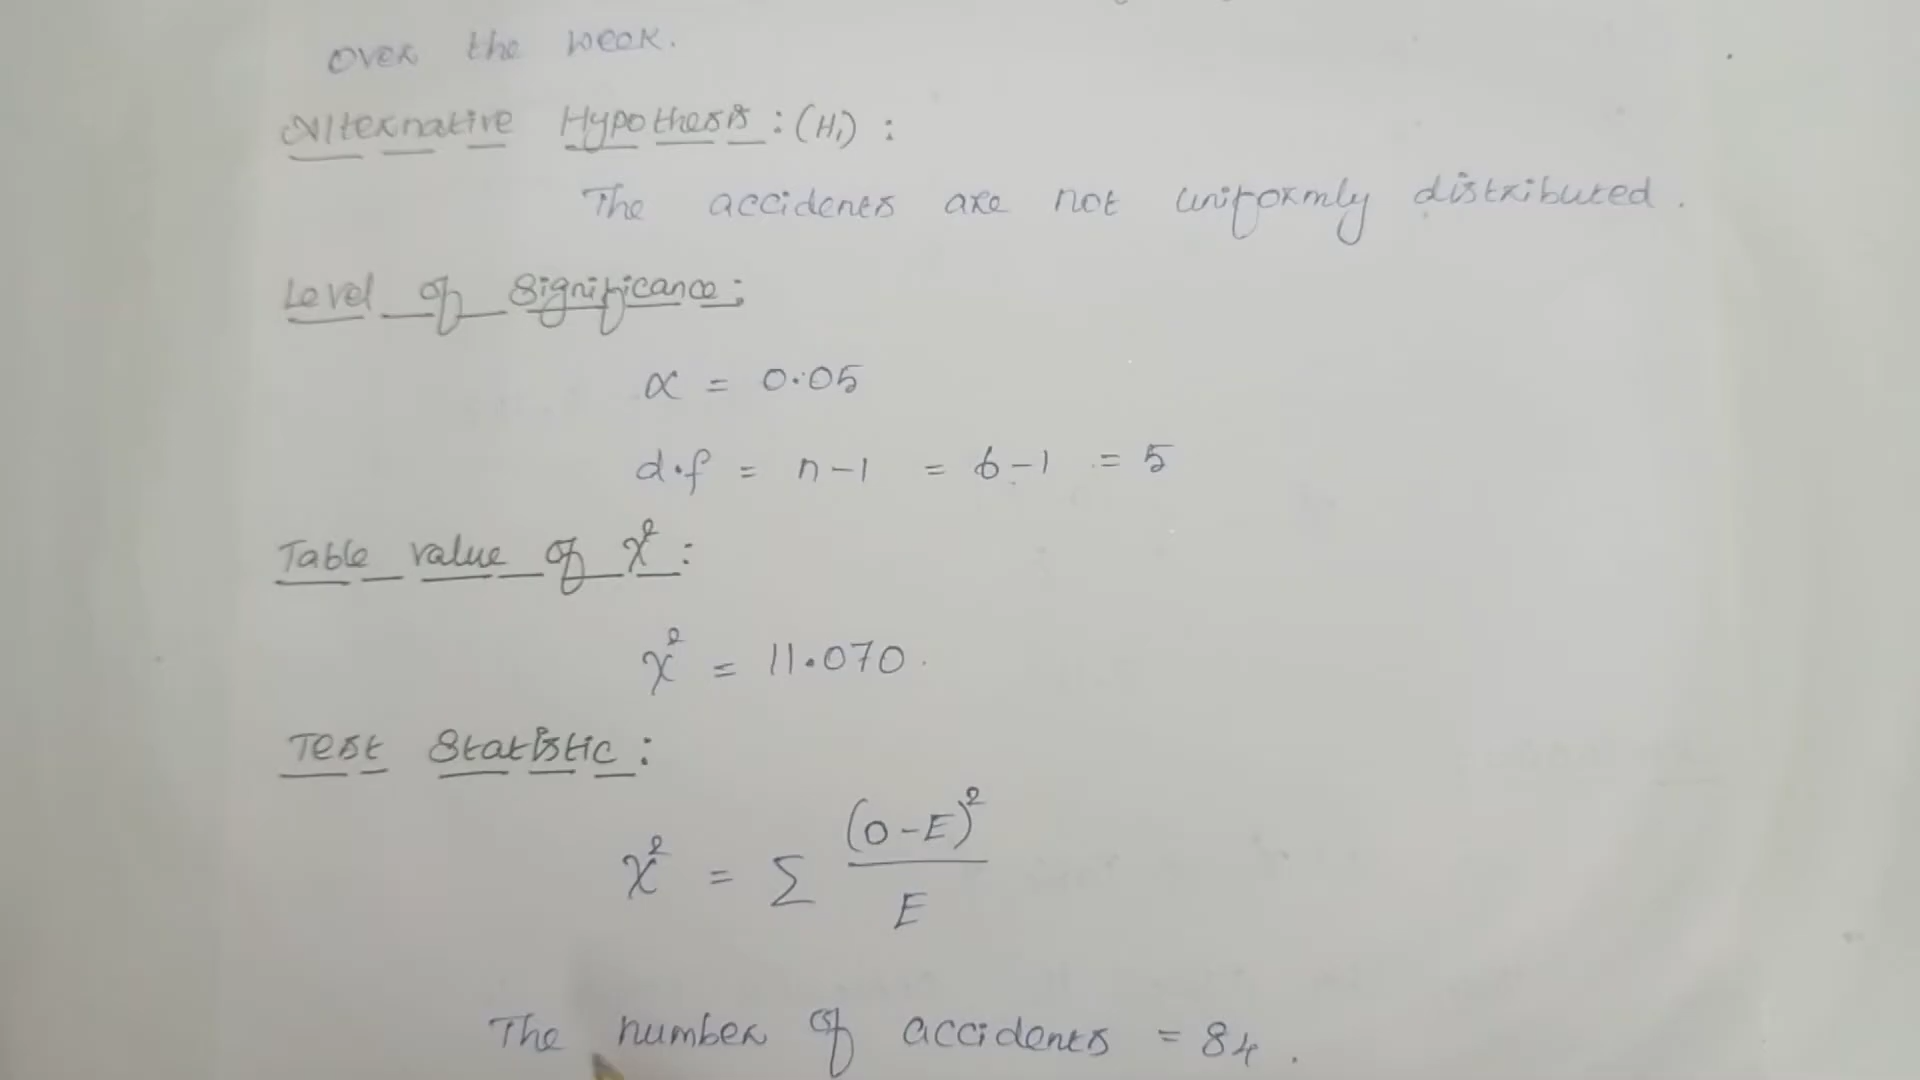 over the week.
Alternative Hypothesis : (H₁) :
The accidents are not uniformly distributed.
Level of Significance:
α = 0.05
d.f = n-1 = 6-1 = 5
Table value of χ² :
χ² = 11.070.
Test Statistic :
χ² = Σ (O-E)² / E
The number of accidents = 84.